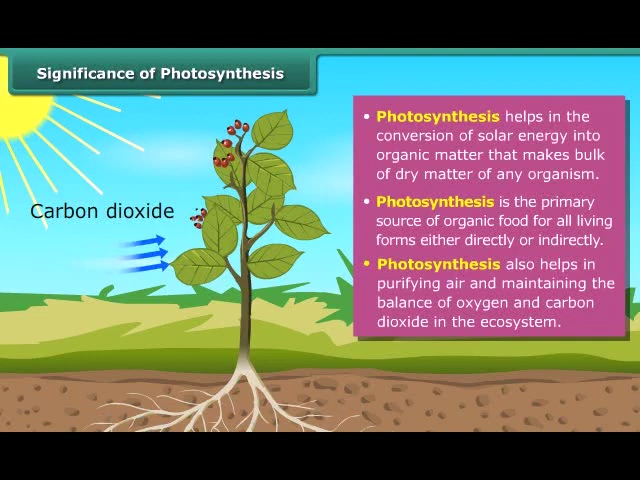 Significance of Photosynthesis
Carbon dioxide
• Photosynthesis helps in the
conversion of solar energy into
organic matter that makes bulk
of dry matter of any organism.
• Photosynthesis is the primary
source of organic food for all living
forms either directly or indirectly.
• Photosynthesis also helps in
purifying air and maintaining the
balance of oxygen and carbon
dioxide in the ecosystem.